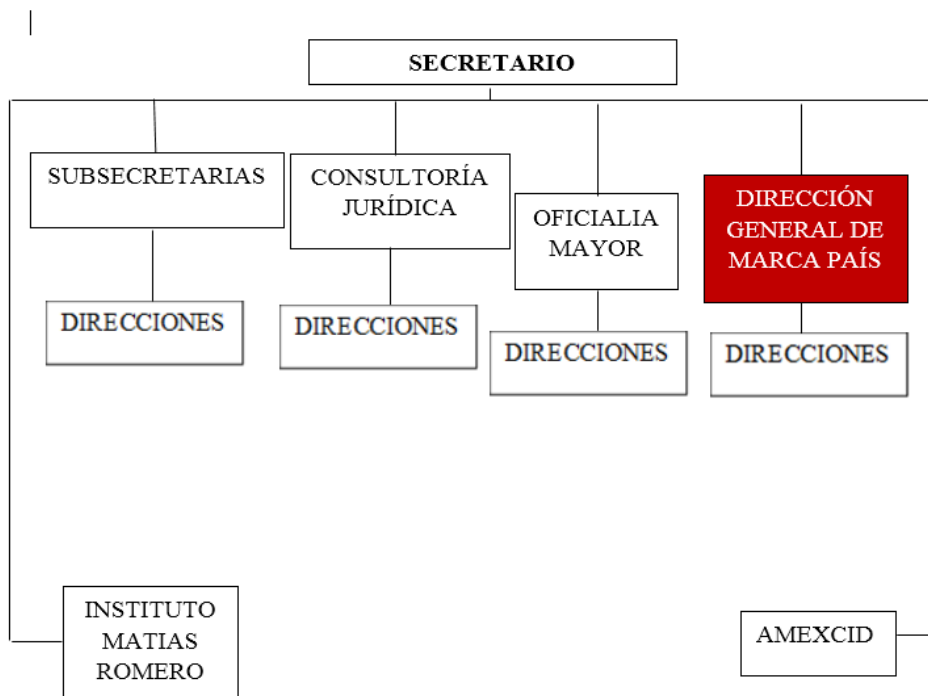 SECRETARIO
SUBSECRETARIAS
CONSULTORÍA
JURÍDICA
OFICIALIA
MAYOR
DIRECCIÓN
GENERAL DE
MARCA PAÍS
DIRECCIONES
DIRECCIONES
DIRECCIONES
DIRECCIONES
INSTITUTO
MATIAS
ROMERO
AMEXCID